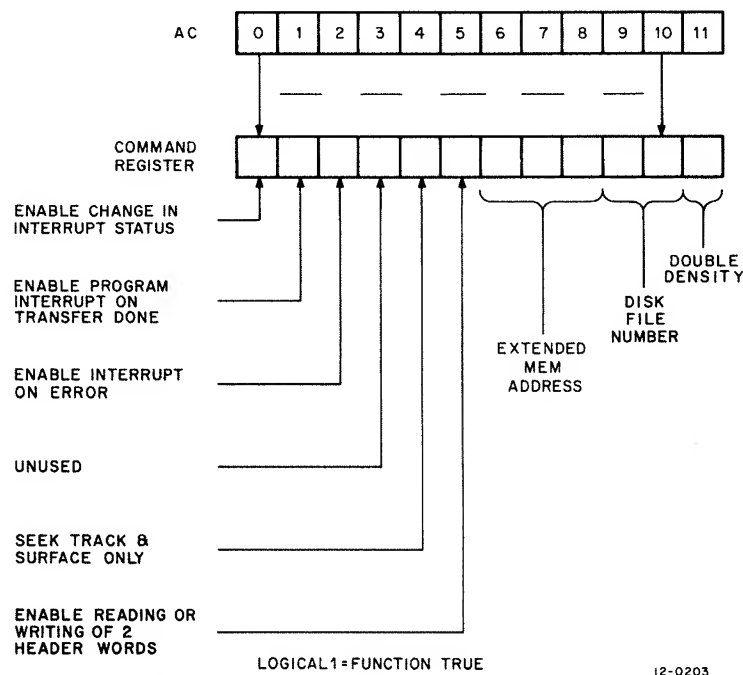 AC 0 1 2 3 4 5 6 7 8 9 10 11
COMMAND
REGISTER
ENABLE CHANGE IN
INTERRUPT STATUS
ENABLE PROGRAM
INTERRUPT ON
TRANSFER DONE
ENABLE INTERRUPT
ON ERROR
UNUSED
SEEK TRACK &
SURFACE ONLY
ENABLE READING OR
WRITING OF 2
HEADER WORDS
EXTENDED
MEM
ADDRESS
DISK
FILE
NUMBER
DOUBLE
DENSITY
LOGICAL1=FUNCTION TRUE
12-0203